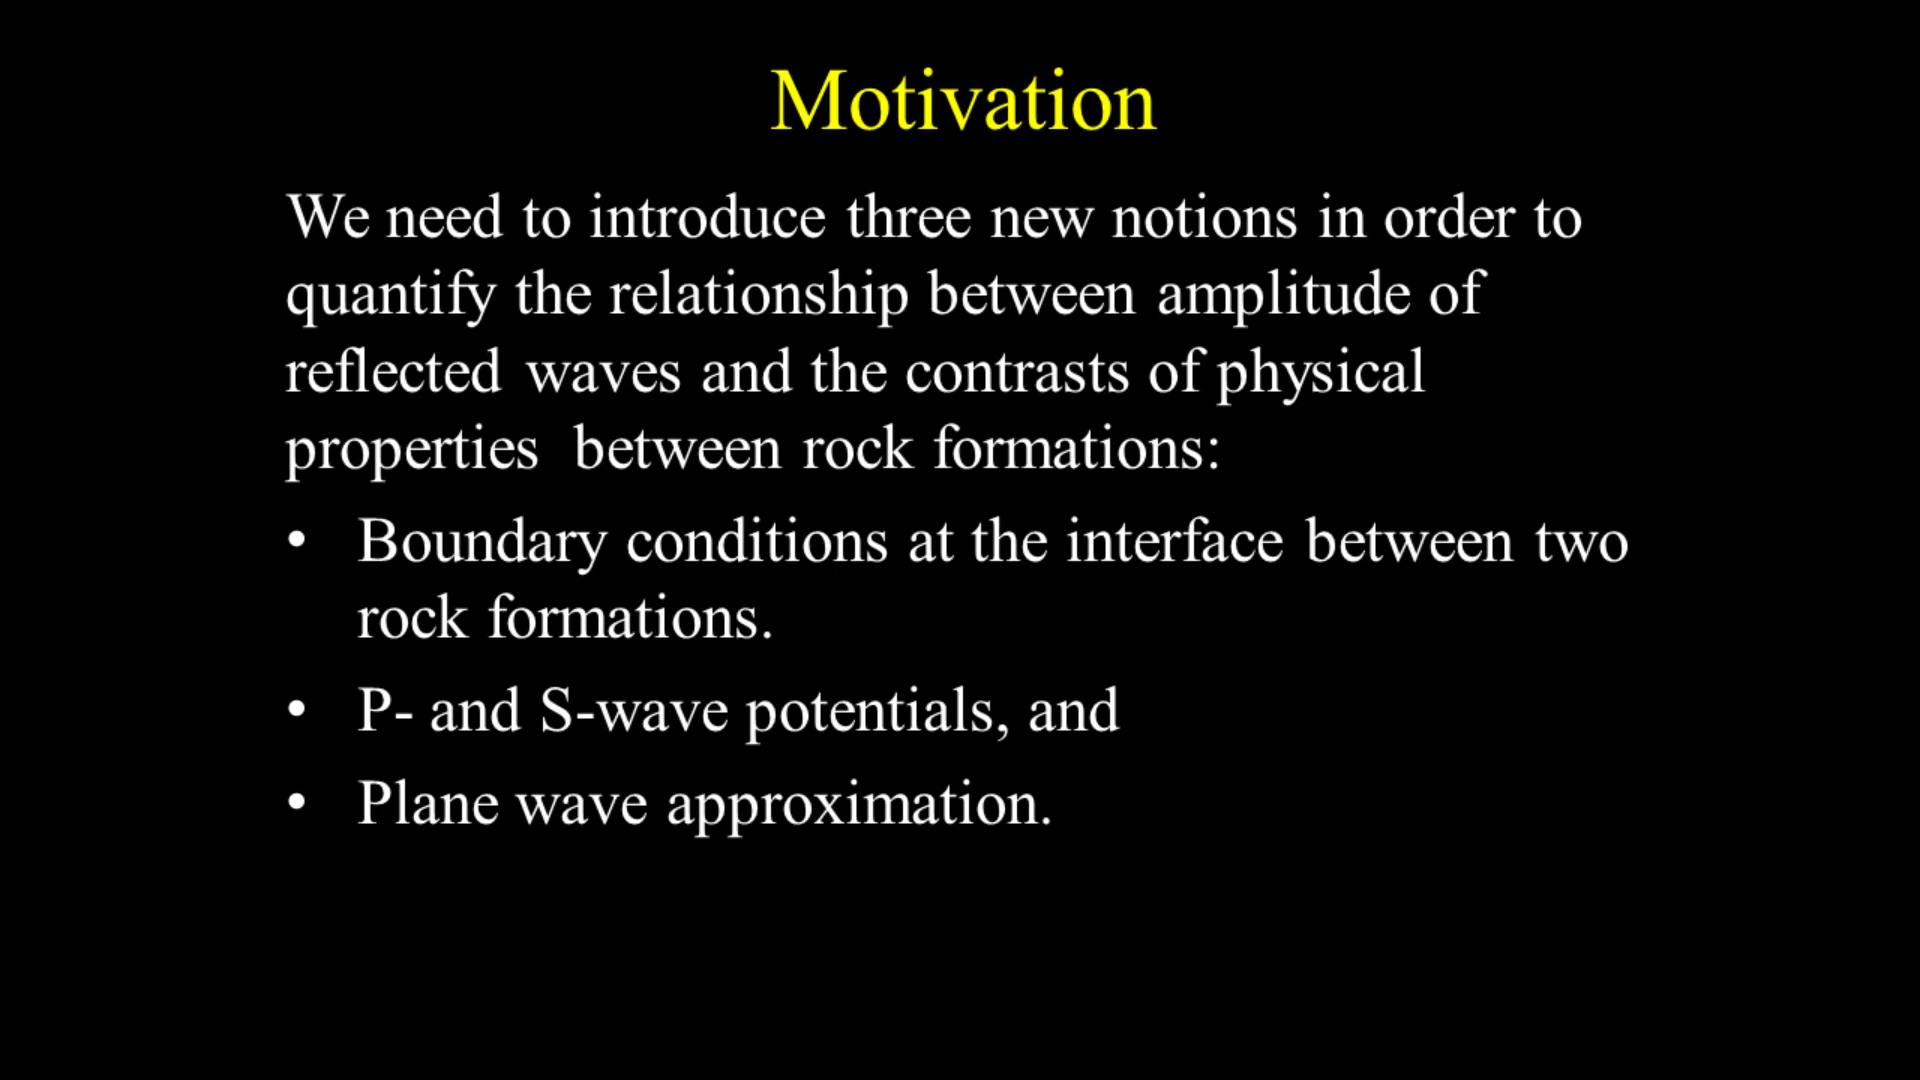 Motivation
We need to introduce three new notions in order to
quantify the relationship between amplitude of
reflected waves and the contrasts of physical
properties between rock formations:
• Boundary conditions at the interface between two
rock formations.
• P- and S-wave potentials, and
• Plane wave approximation.